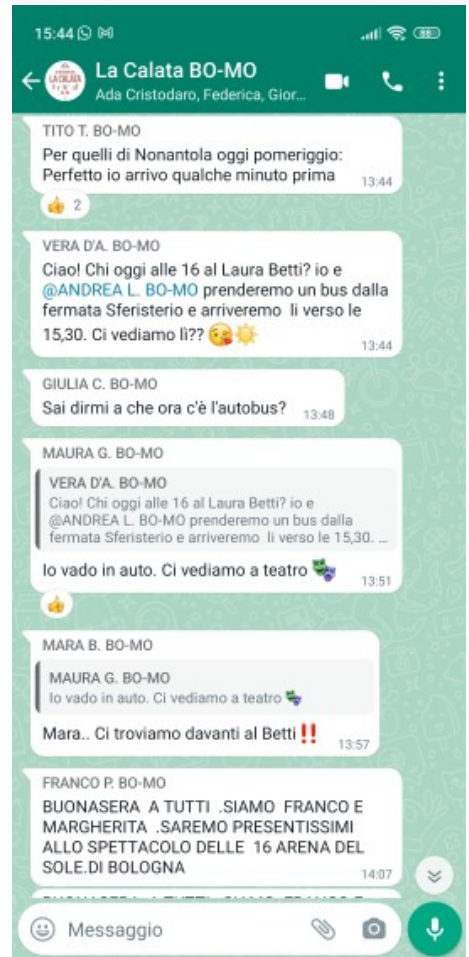 15:44
La Calata BO-MO
Ada Cristodaro, Federica, Gior...
TITO T. BO-MO
Per quelli di Nonantola oggi pomeriggio:
Perfetto io arrivo qualche minuto prima
13:44
2
VERA D'A. BO-MO
Ciao! Chi oggi alle 16 al Laura Betti? io e
@ANDREA L. BO-MO prenderemo un bus dalla
fermata Sferisterio e arriveremo li verso le
15,30. Ci vediamo lì??
13:44
GIULIA C. BO-MO
Sai dirmi a che ora c'è l'autobus?
13:48
MAURA G. BO-MO
VERA D'A. BO-MO
Ciao! Chi oggi alle 16 al Laura Betti? io e
@ANDREA L. BO-MO prenderemo un bus dalla
fermata Sferisterio e arriveremo li verso le 15,30. ...
Io vado in auto. Ci vediamo a teatro
13:51
MARA B. BO-MO
MAURA G. BO-MO
Io vado in auto. Ci vediamo a teatro
Mara.. Ci troviamo davanti al Betti‼
13:57
FRANCO P. BO-MO
BUONASERA A TUTTI .SIAMO FRANCO E
MARGHERITA .SAREMO PRESENTISSIMI
ALLO SPETTACOLO DELLE 16 ARENA DEL
SOLE.DI BOLOGNA
14:07
Messaggio